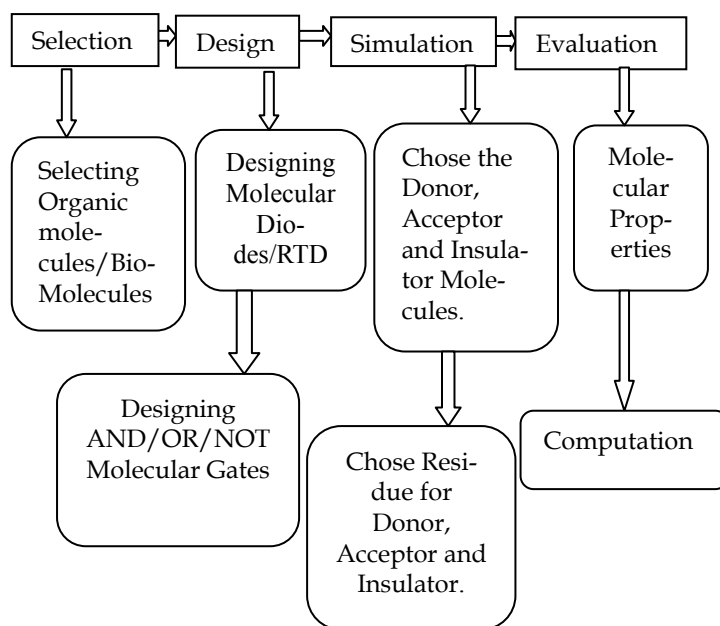 Selection
Design
Simulation
Evaluation
Selecting
Organic
mole-
cules/Bio-
Molecules
Designing
Molecular
Dio-
des/RTD
Chose the
Donor,
Acceptor
and Insula-
tor Mole-
cules.
Mole-
cular
Prop-
erties
Designing
AND/OR/NOT
Molecular Gates
Chose Resi-
due for
Donor,
Acceptor and
Insulator.
Computation